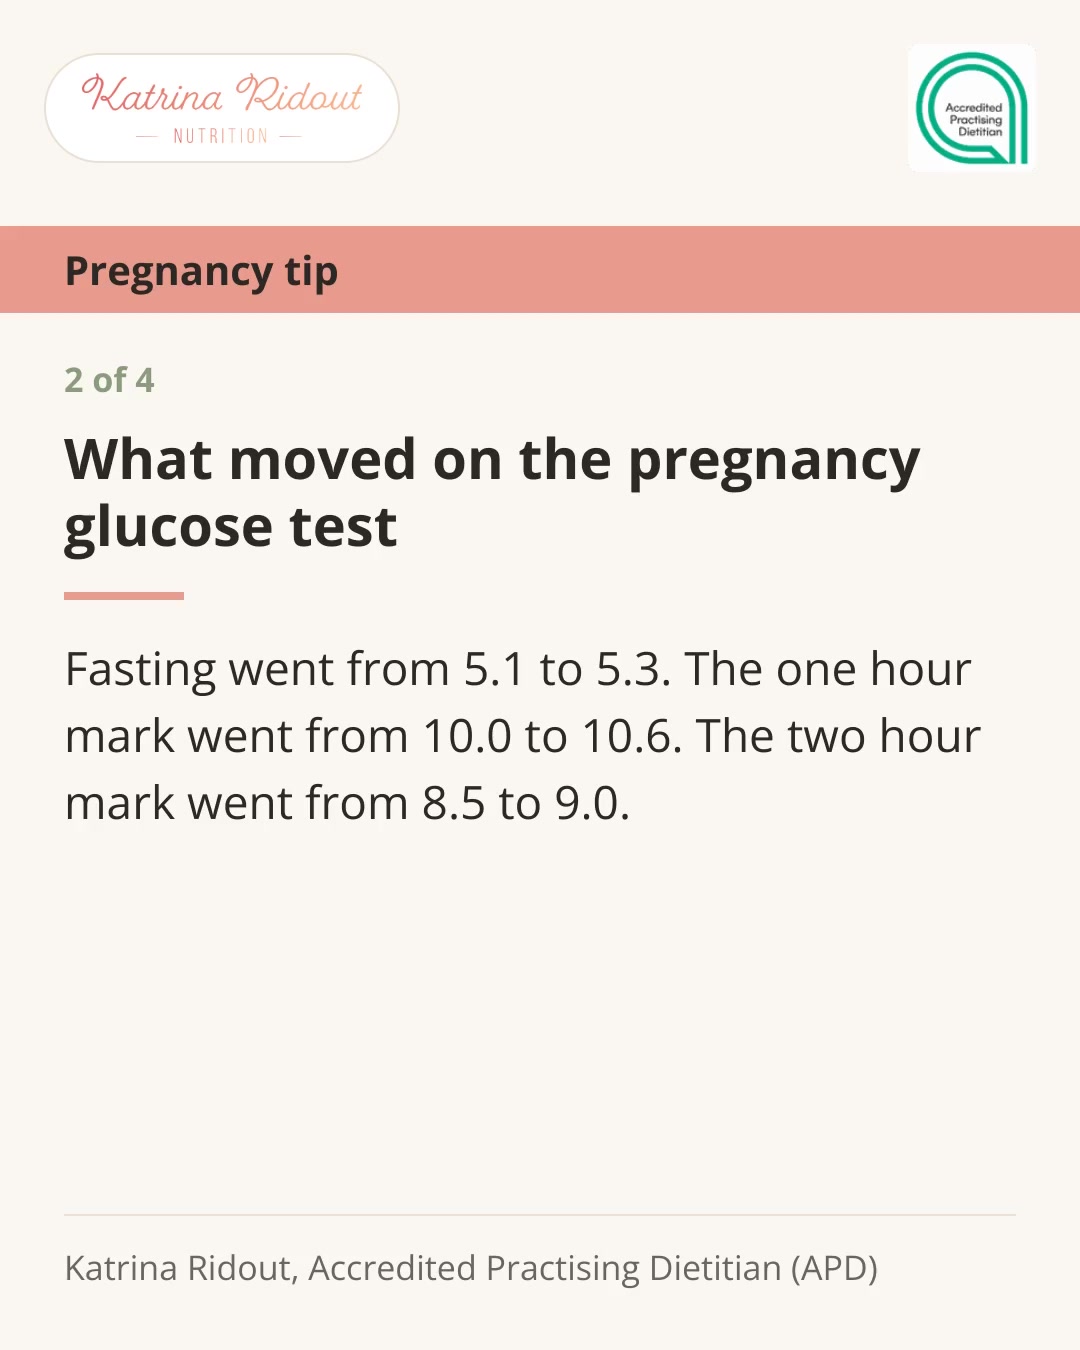 Katrina Ridout
NUTRITION
Accredited
Practising
Dietitian
Pregnancy tip
2 of 4
What moved on the pregnancy
glucose test
Fasting went from 5.1 to 5.3. The one hour
mark went from 10.0 to 10.6. The two hour
mark went from 8.5 to 9.0.
Katrina Ridout, Accredited Practising Dietitian (APD)